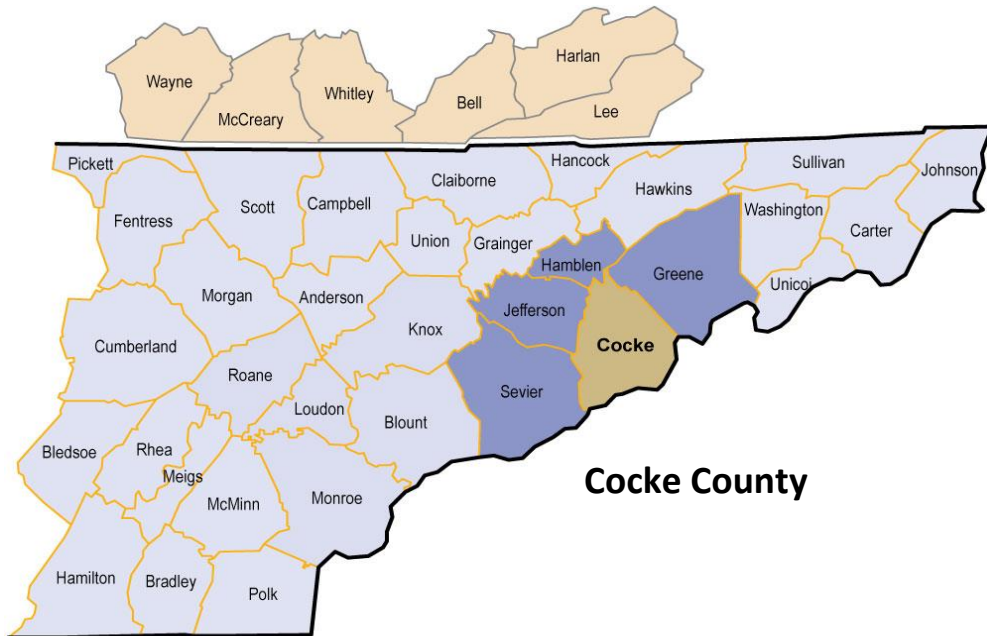 Harlan
Wayne
Whitley
Bell
Lee
McCreary
Pickett
Hancock
Sullivan
Johnson
Claiborne
Hawkins
Fentress
Scott
Campbell
Washington
Union
Grainger
Carter
Hamblen
Greene
Unicoi
Morgan
Anderson
Jefferson
Knox
Cumberland
Cocke
Roane
Sevier
Loudon
Blount
Bledsoe
Rhea
Meigs
McMinn
Monroe
Cocke County
Hamilton
Bradley
Polk